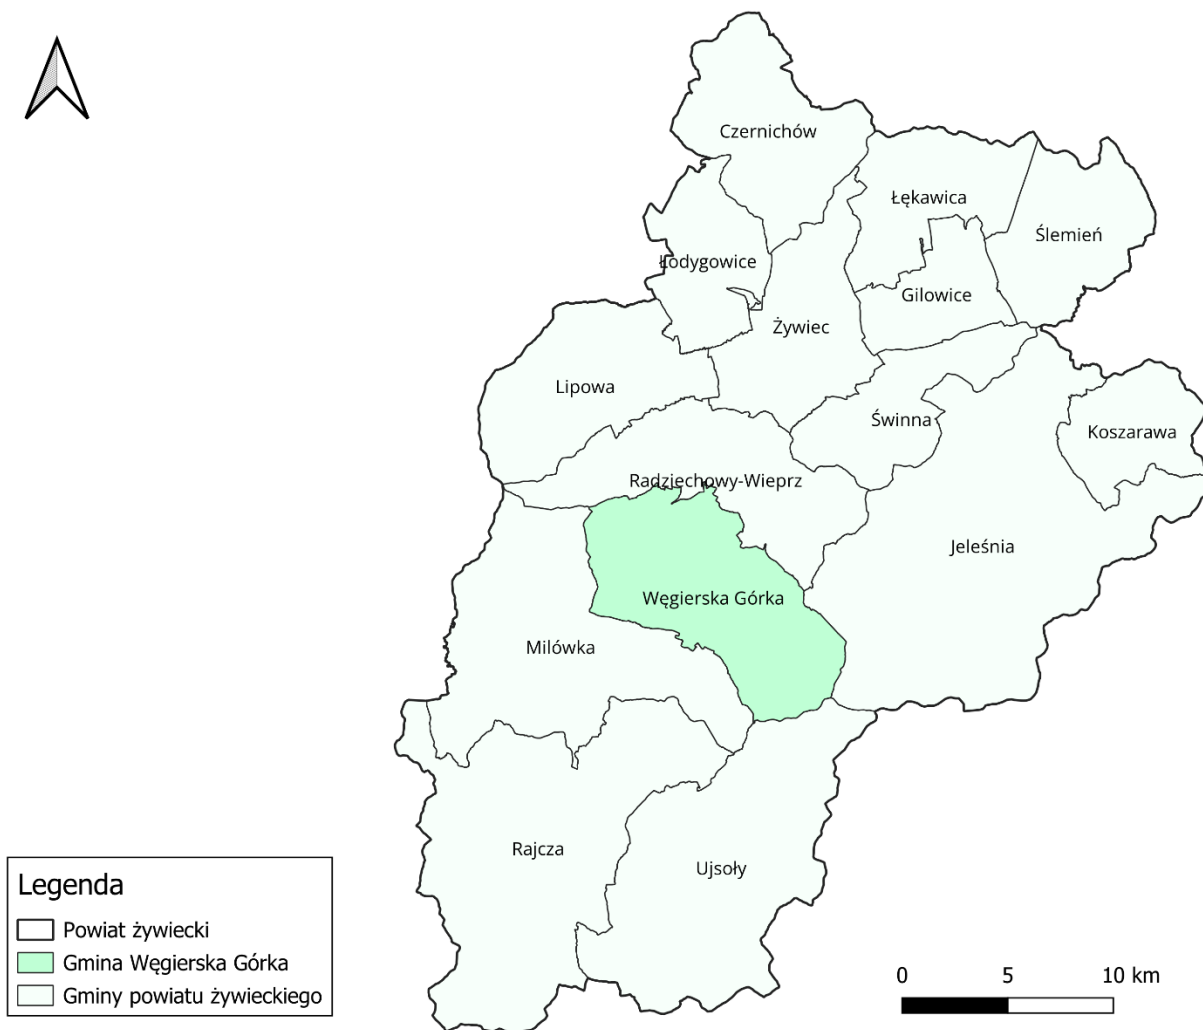 Czernichów
Łękawica
Ślemień
Łodygowice
Gilowice
Żywiec
Lipowa
Świnna
Koszarawa
Radziechowy-Wieprz
Jeleśnia
Węgierska Górka
Milówka
Rajcza
Ujsoły
Legenda
Powiat żywiecki
Gmina Węgierska Górka
Gminy powiatu żywieckiego
0 5 10 km